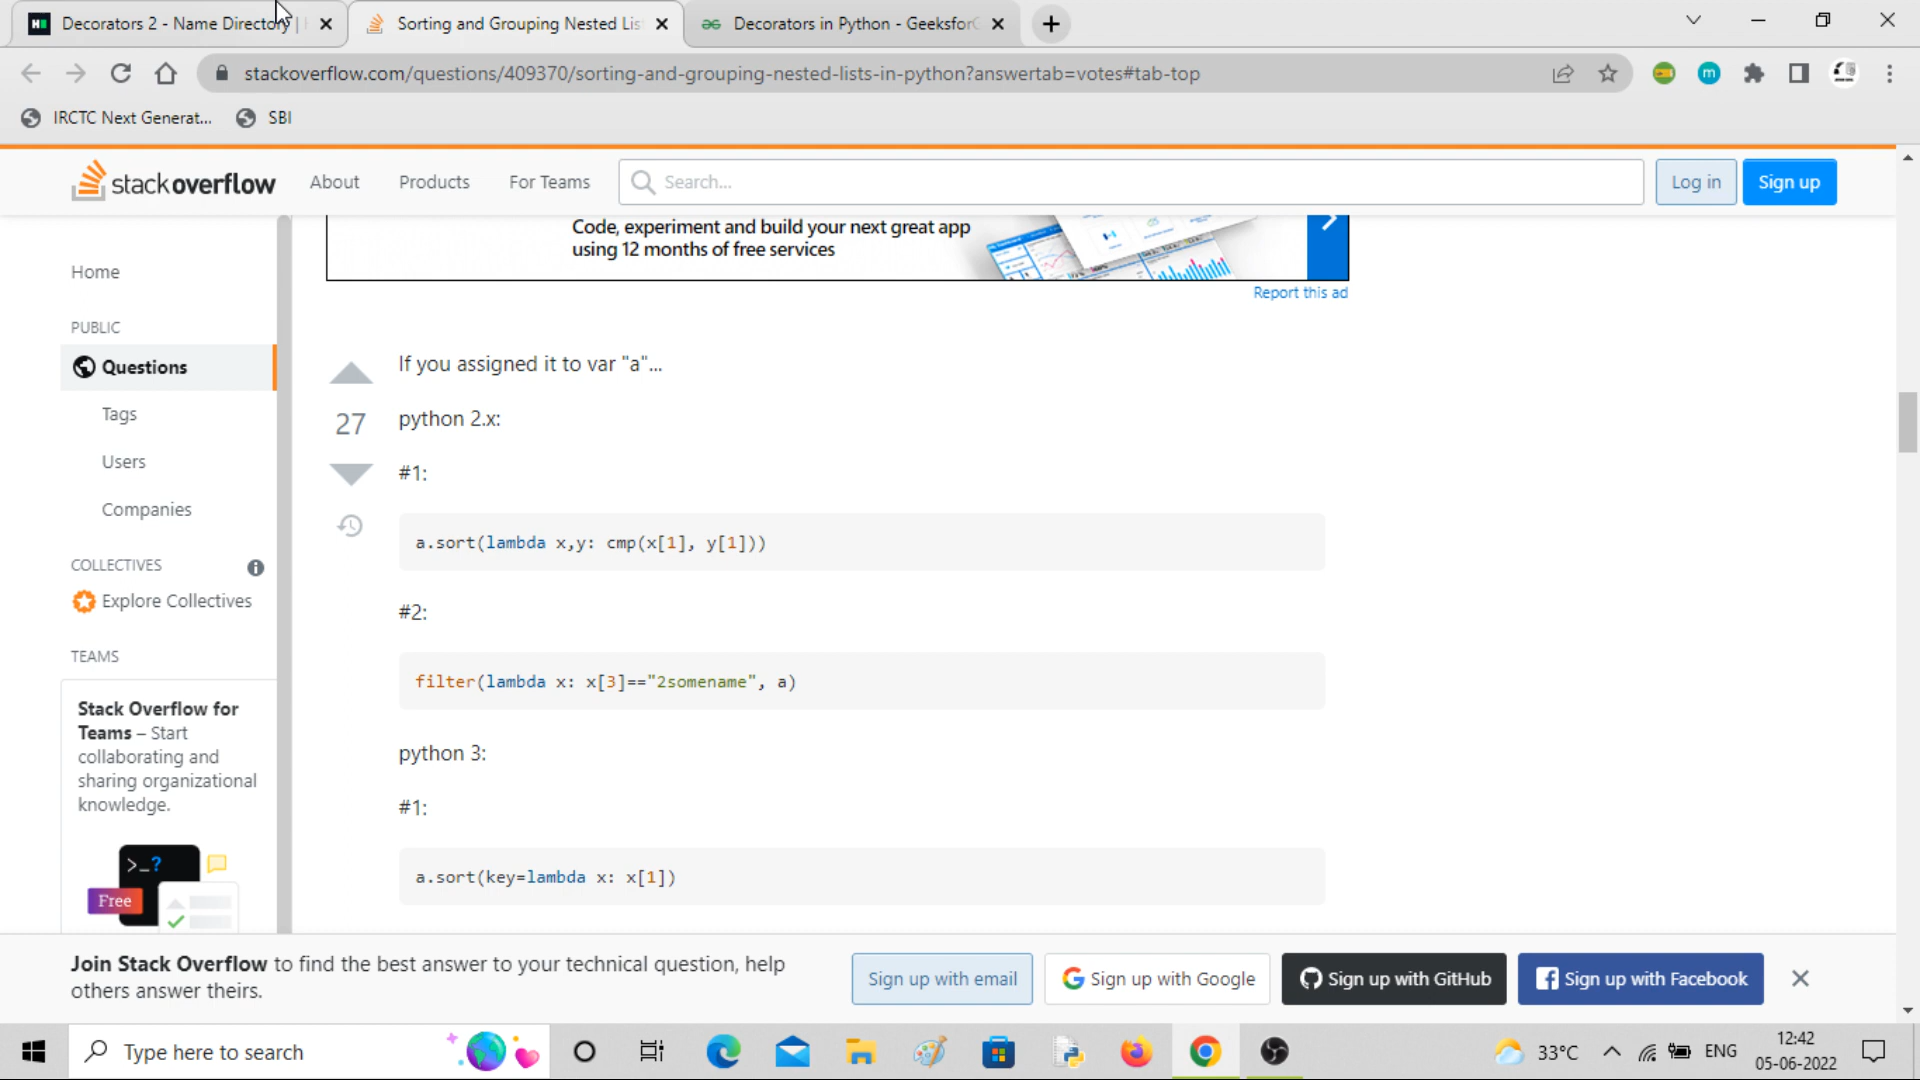 Decorators 2 - Name Directory |
Sorting and Grouping Nested Lis
Decorators in Python - Geeksfor
stackoverflow.com/questions/409370/sorting-and-grouping-nested-lists-in-python?answertab=votes#tab-top
m
IRCTC Next Generat...
SBI
stackoverflow
About
Products
For Teams
Search...
Log in
Sign up
Code, experiment and build your next great app
using 12 months of free services
Report this ad
Home
PUBLIC
Questions
Tags
Users
Companies
COLLECTIVES
Explore Collectives
TEAMS
Stack Overflow for
Teams – Start
collaborating and
sharing organizational
knowledge.
>_?
Free
If you assigned it to var "a"...
27
python 2.x:
#1:
a.sort(lambda x,y: cmp(x[1], y[1]))
#2:
filter(lambda x: x[3]=="2somename", a)
python 3:
#1:
a.sort(key=lambda x: x[1])
Join Stack Overflow to find the best answer to your technical question, help
others answer theirs.
Sign up with email
Sign up with Google
Sign up with GitHub
Sign up with Facebook
Type here to search
33°C
ENG
12:42
05-06-2022